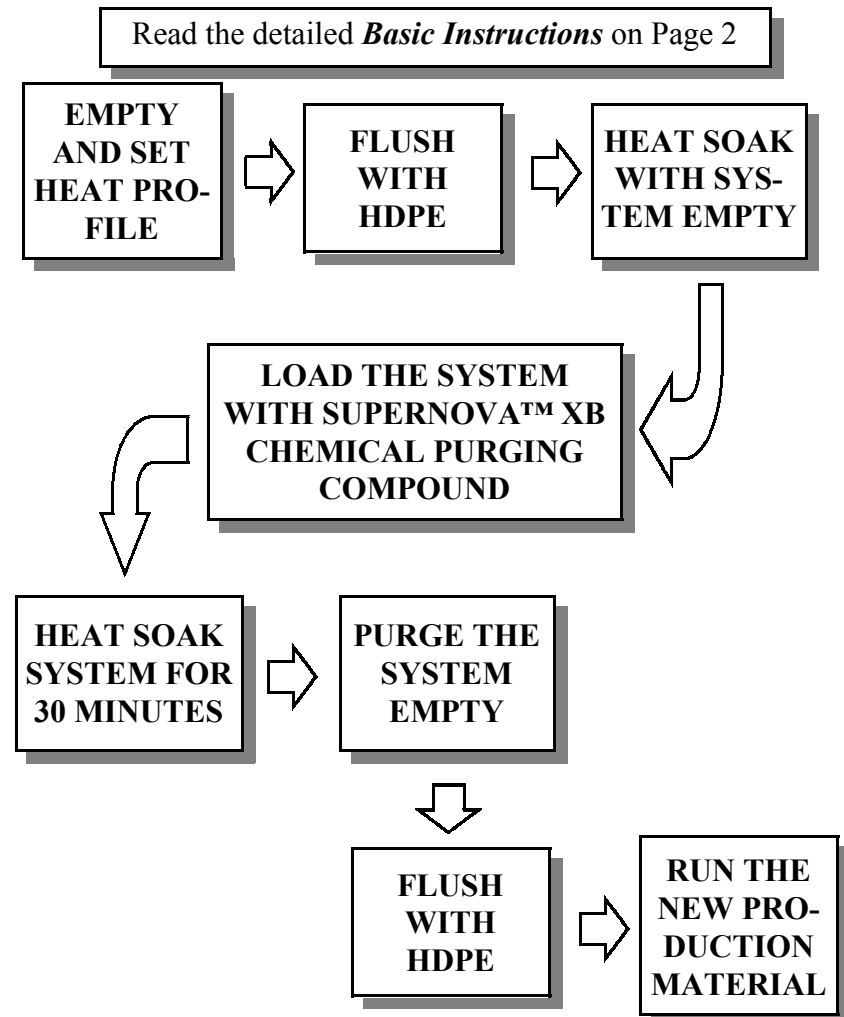 Read the detailed Basic Instructions on Page 2
EMPTY
AND SET
HEAT PRO-
FILE
FLUSH
WITH
HDPE
HEAT SOAK
WITH SYS-
TEM EMPTY
LOAD THE SYSTEM
WITH SUPERNOVA™ XB
CHEMICAL PURGING
COMPOUND
HEAT SOAK
SYSTEM FOR
30 MINUTES
PURGE THE
SYSTEM
EMPTY
FLUSH
WITH
HDPE
RUN THE
NEW PRO-
DUCTION
MATERIAL